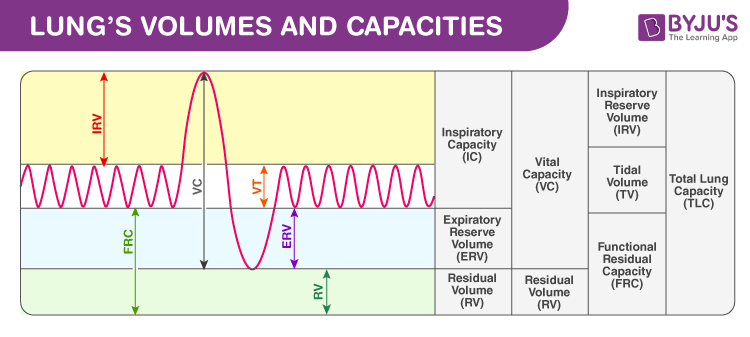 LUNG'S VOLUMES AND CAPACITIES
BYJU'S
The Learning App
IRV
VC
VT
FRC
ERV
RV
Inspiratory
Capacity
(IC)
Expiratory
Reserve
Volume
(ERV)
Residual
Volume
(RV)
Vital
Capacity
(VC)
Residual
Volume
(RV)
Inspiratory
Reserve
Volume
(IRV)
Tidal
Volume
(TV)
Functional
Residual
Capacity
(FRC)
Total Lung
Capacity
(TLC)